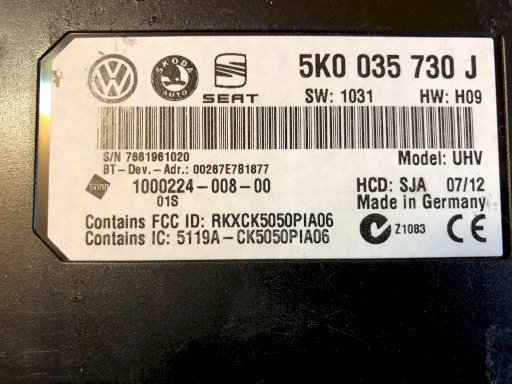 SKODA
AUTO
SEAT
5K0 035 730 J
SW: 1031 HW: H09
S/N 7661961020
BT-Dev.-Adr.: 00267E7B1877
Model: UHV
1000224-008-00
01S
HCD: SJA 07/12
Made in Germany
Contains FCC ID: RKXCK5050PIA06
Contains IC: 5119A-CK5050PIA06
Z1083 CE